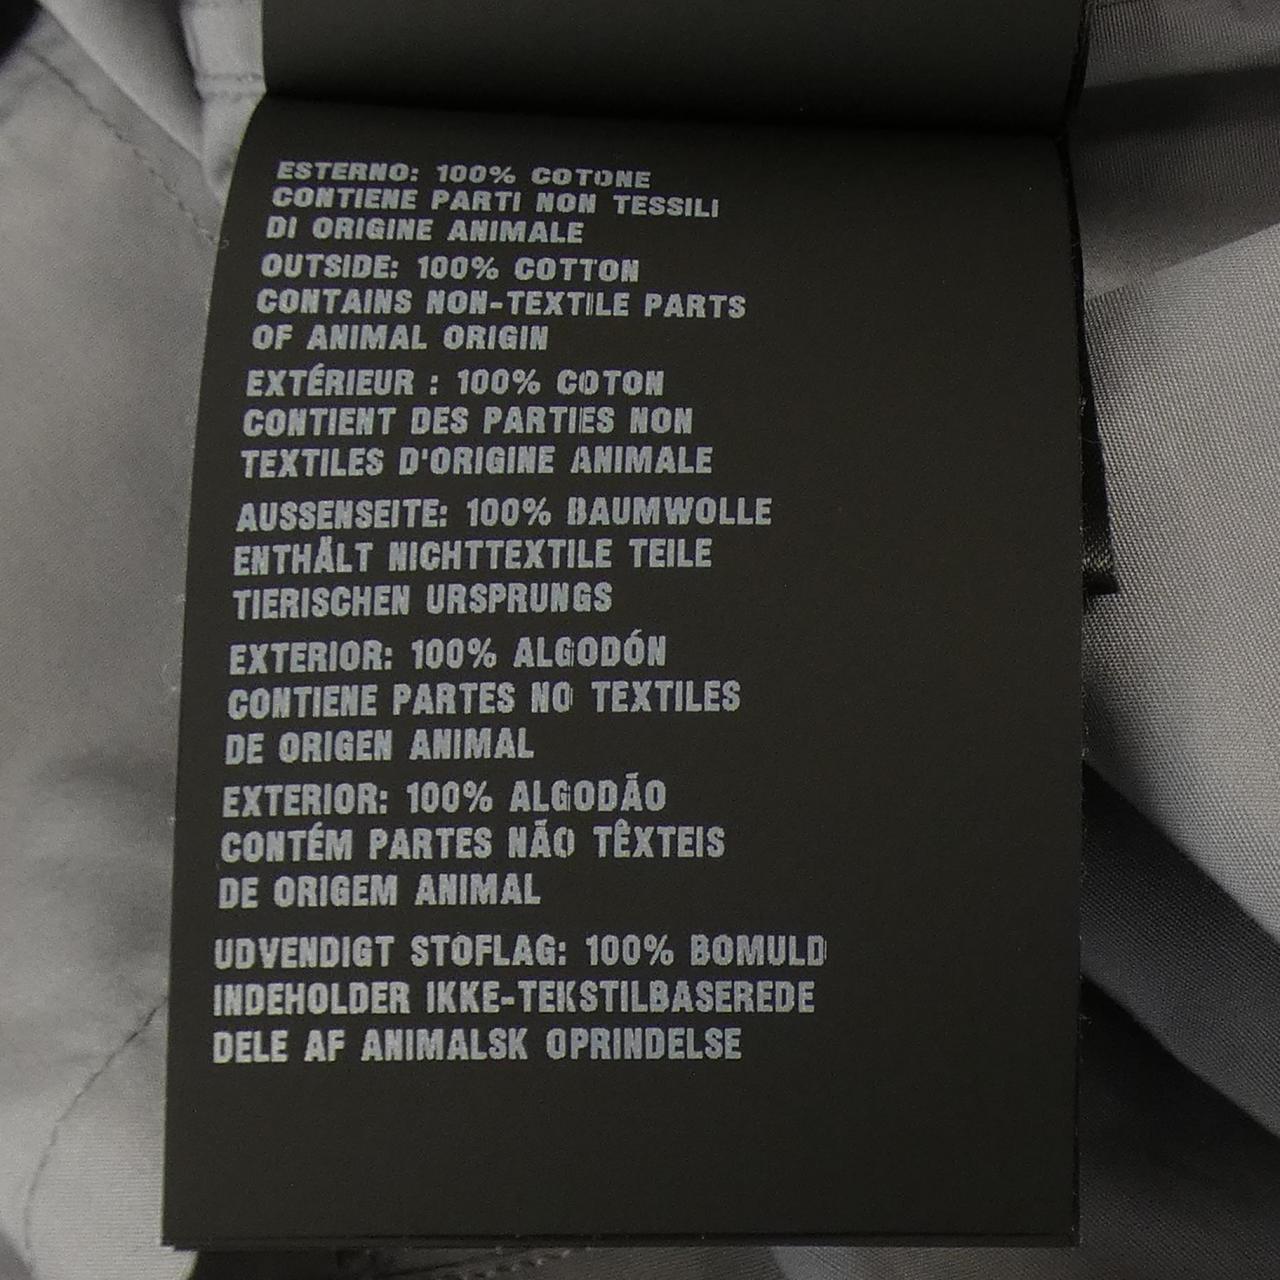 ESTERNO: 100% COTONE
CONTIENE PARTI NON TESSILI
DI ORIGINE ANIMALE
OUTSIDE: 100% COTTON
CONTAINS NON-TEXTILE PARTS
OF ANIMAL ORIGIN
EXTÉRIEUR : 100% COTON
CONTIENT DES PARTIES NON
TEXTILES D'ORIGINE ANIMALE
AUSSENSEITE: 100% BAUMWOLLE
ENTHÄLT NICHTTEXTILE TEILE
TIERISCHEN URSPRUNGS
EXTERIOR: 100% ALGODÓN
CONTIENE PARTES NO TEXTILES
DE ORIGEN ANIMAL
EXTERIOR: 100% ALGODÃO
CONTÉM PARTES NÃO TÊXTEIS
DE ORIGEM ANIMAL
UDVENDIGT STOFLAG: 100% BOMULD
INDEHOLDER IKKE-TEKSTILBASEREDE
DELE AF ANIMALSK OPRINDELSE